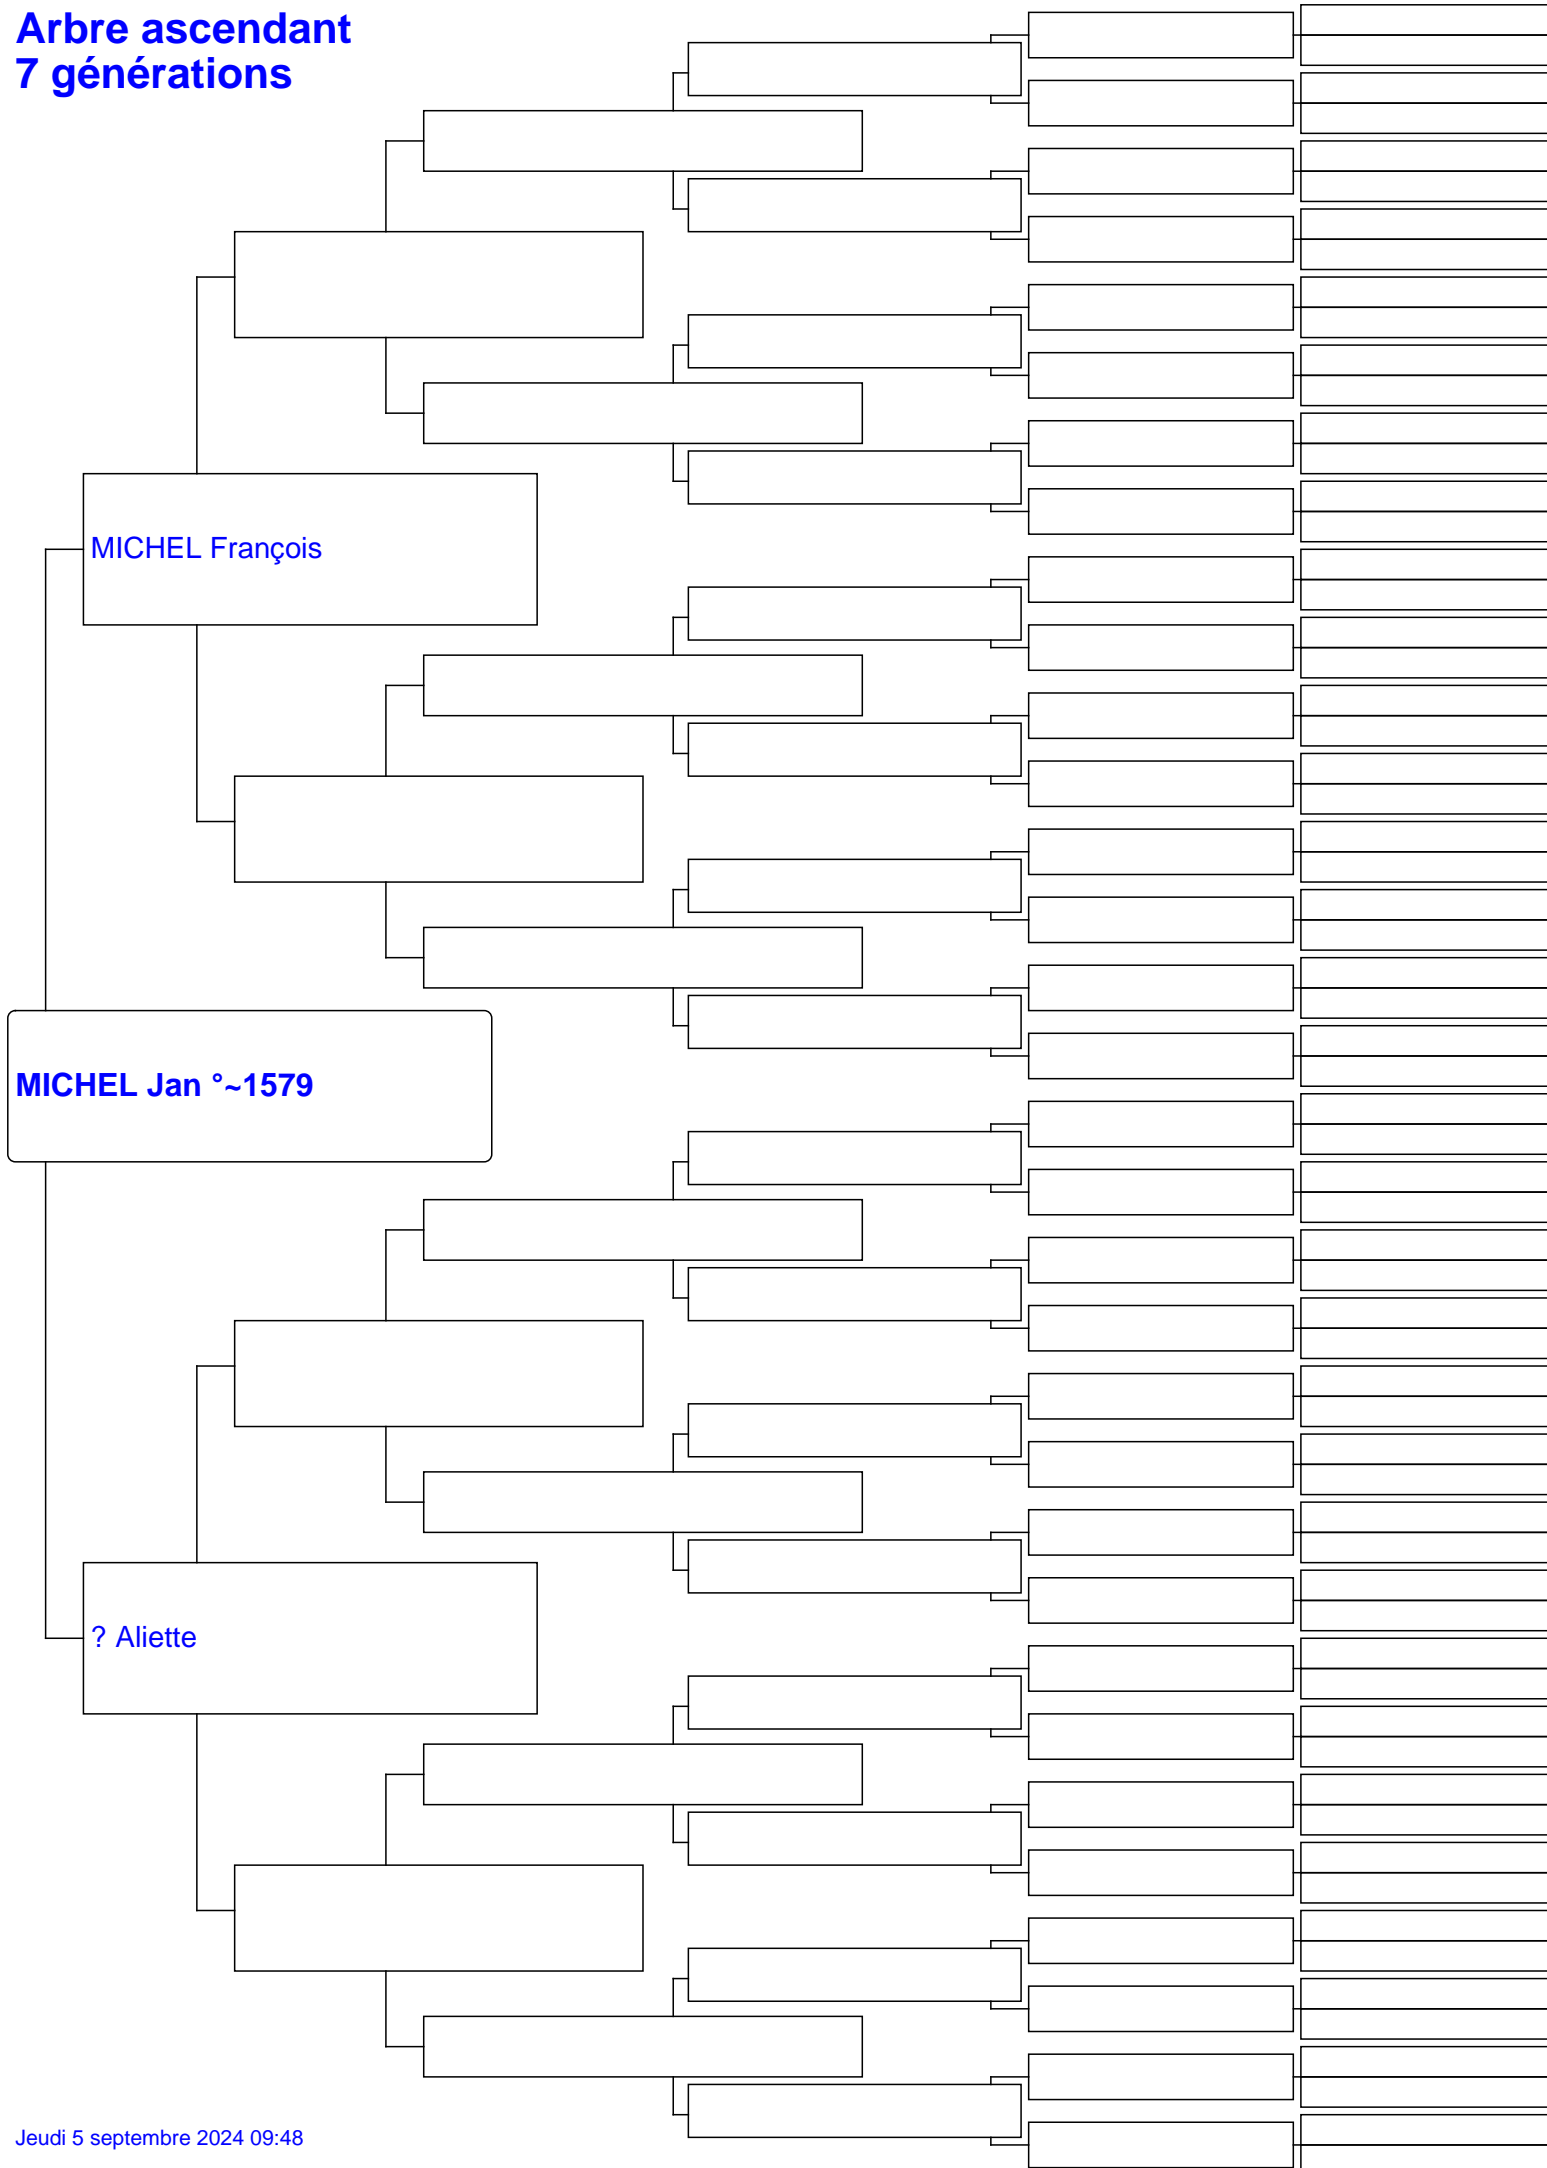 Arbre ascendant
7 générations
MICHEL François
MICHEL Jan °~1579
? Aliette
Jeudi 5 septembre 2024 09:48